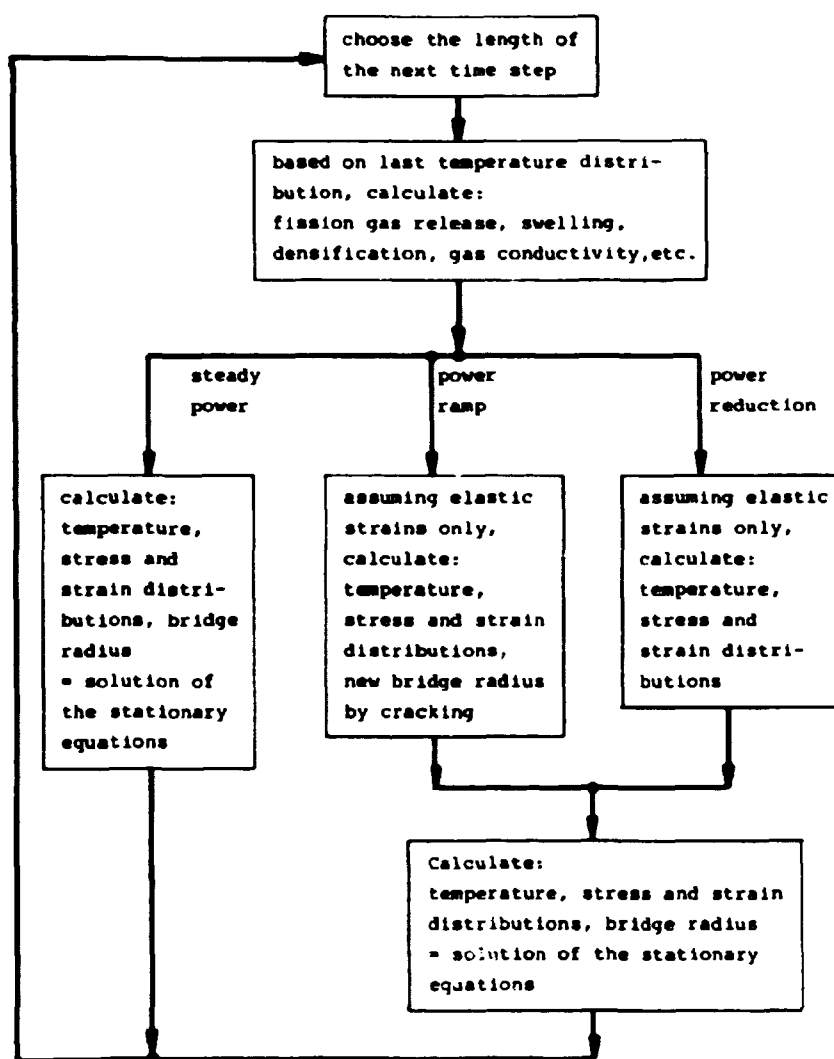 choose the length of
the next time step
based on last temperature distri-
bution, calculate:
fission gas release, swelling,
densification, gas conductivity,etc.
steady
power
power
ramp
power
reduction
calculate:
temperature,
stress and
strain distri-
butions, bridge
radius
= solution of
the stationary
equations
assuming elastic
strains only,
calculate:
temperature,
stress and strain
distributions,
new bridge radius
by cracking
assuming elastic
strains only,
calculate:
temperature,
stress and
strain distri-
butions
Calculate:
temperature, stress and strain
distributions, bridge radius
= solution of the stationary
equations